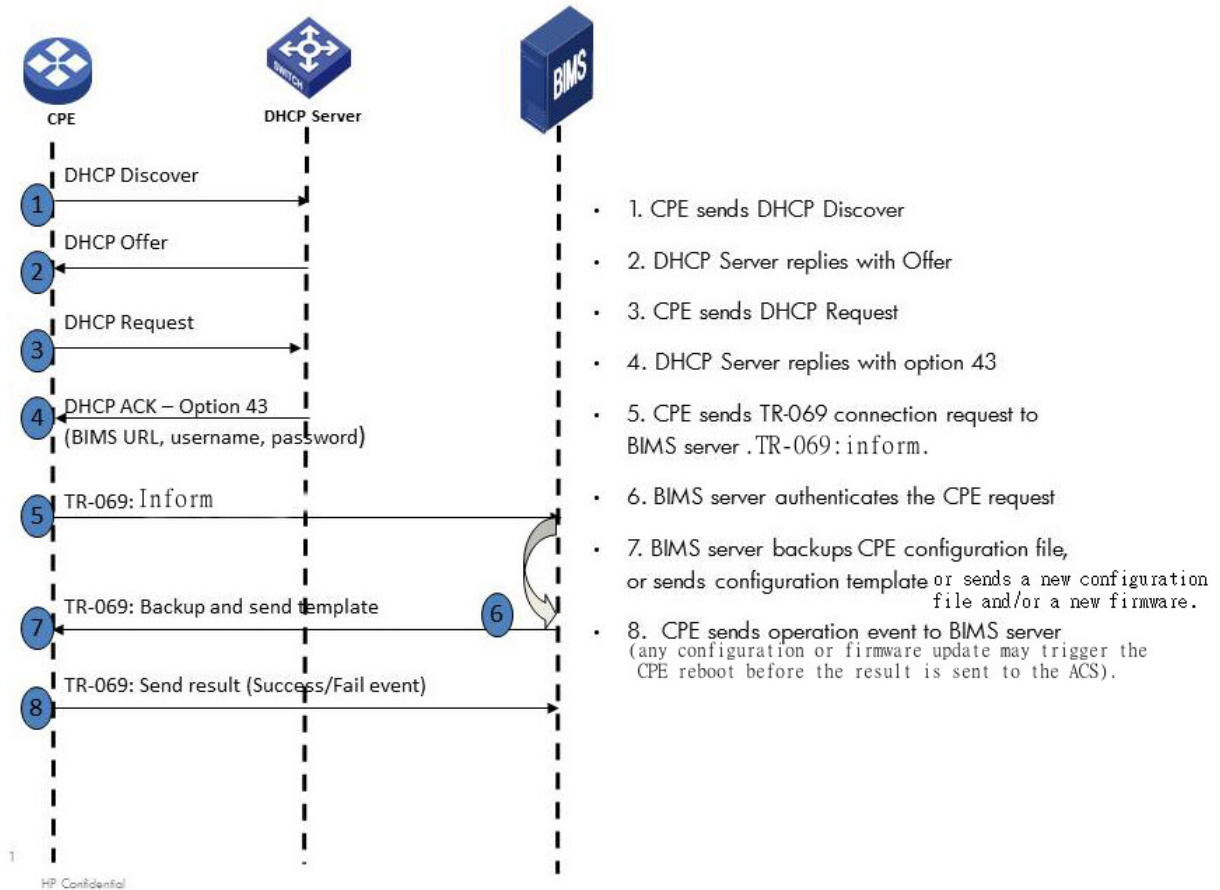 SWITCH
BIMS
CPE
DHCP Server
DHCP Discover
1
DHCP Offer
2
DHCP Request
3
DHCP ACK – Option 43
(BIMS URL, username, password)
4
TR-069: Inform
5
6
TR-069: Backup and send template
7
TR-069: Send result (Success/Fail event)
8
• 1. CPE sends DHCP Discover
• 2. DHCP Server replies with Offer
• 3. CPE sends DHCP Request
• 4. DHCP Server replies with option 43
• 5. CPE sends TR-069 connection request to
BIMS server .TR-069:inform.
• 6. BIMS server authenticates the CPE request
• 7. BIMS server backups CPE configuration file,
or sends configuration template or sends a new configuration
file and/or a new firmware.
• 8. CPE sends operation event to BIMS server
(any configuration or firmware update may trigger the
CPE reboot before the result is sent to the ACS).
1
HP Confidential